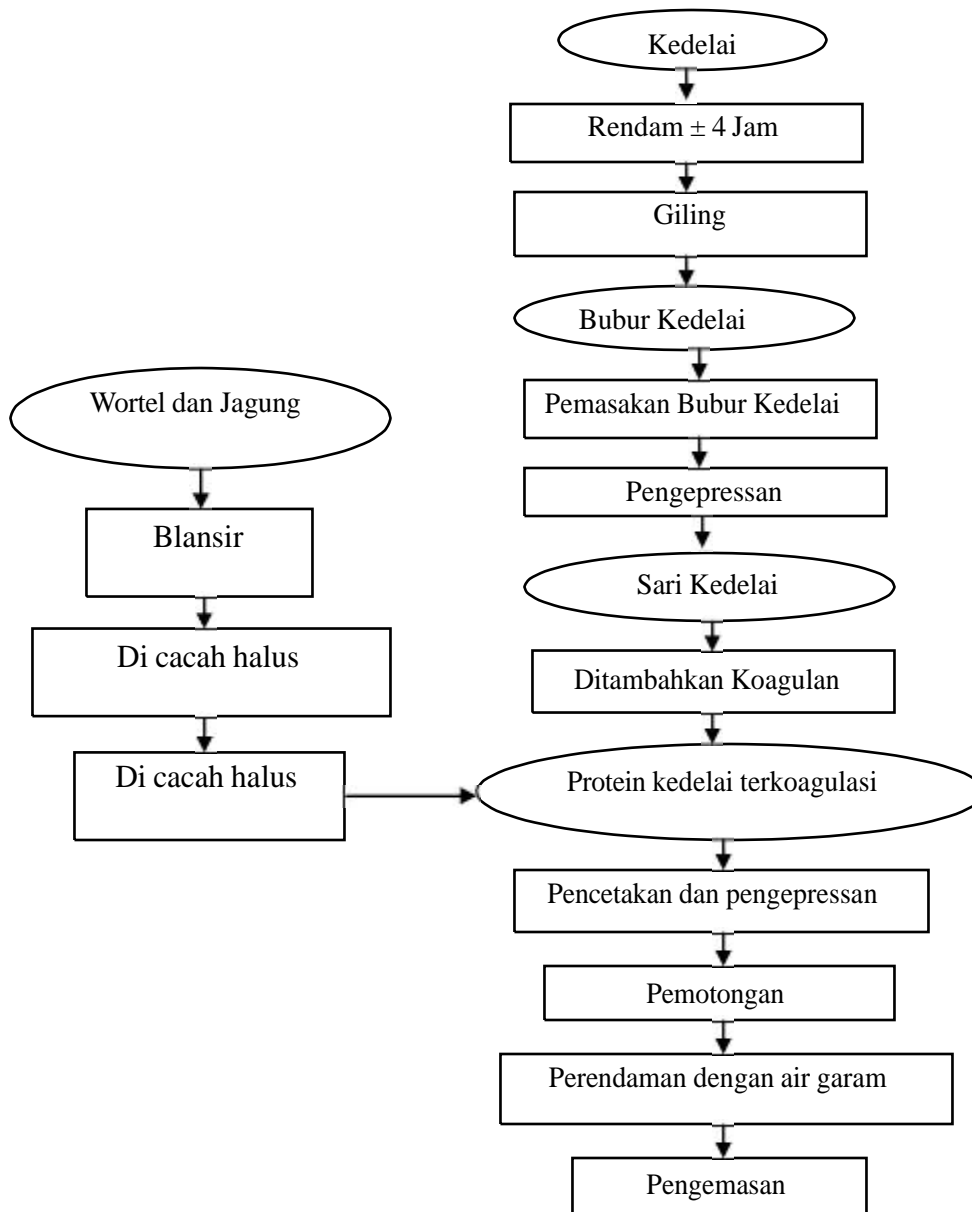 Kedelai
Rendam ± 4 Jam
Giling
Bubur Kedelai
Pemasakan Bubur Kedelai
Pengepressan
Sari Kedelai
Ditambahkan Koagulan
Wortel dan Jagung
Blansir
Di cacah halus
Di cacah halus
Protein kedelai terkoagulasi
Pencetakan dan pengepressan
Pemotongan
Perendaman dengan air garam
Pengemasan